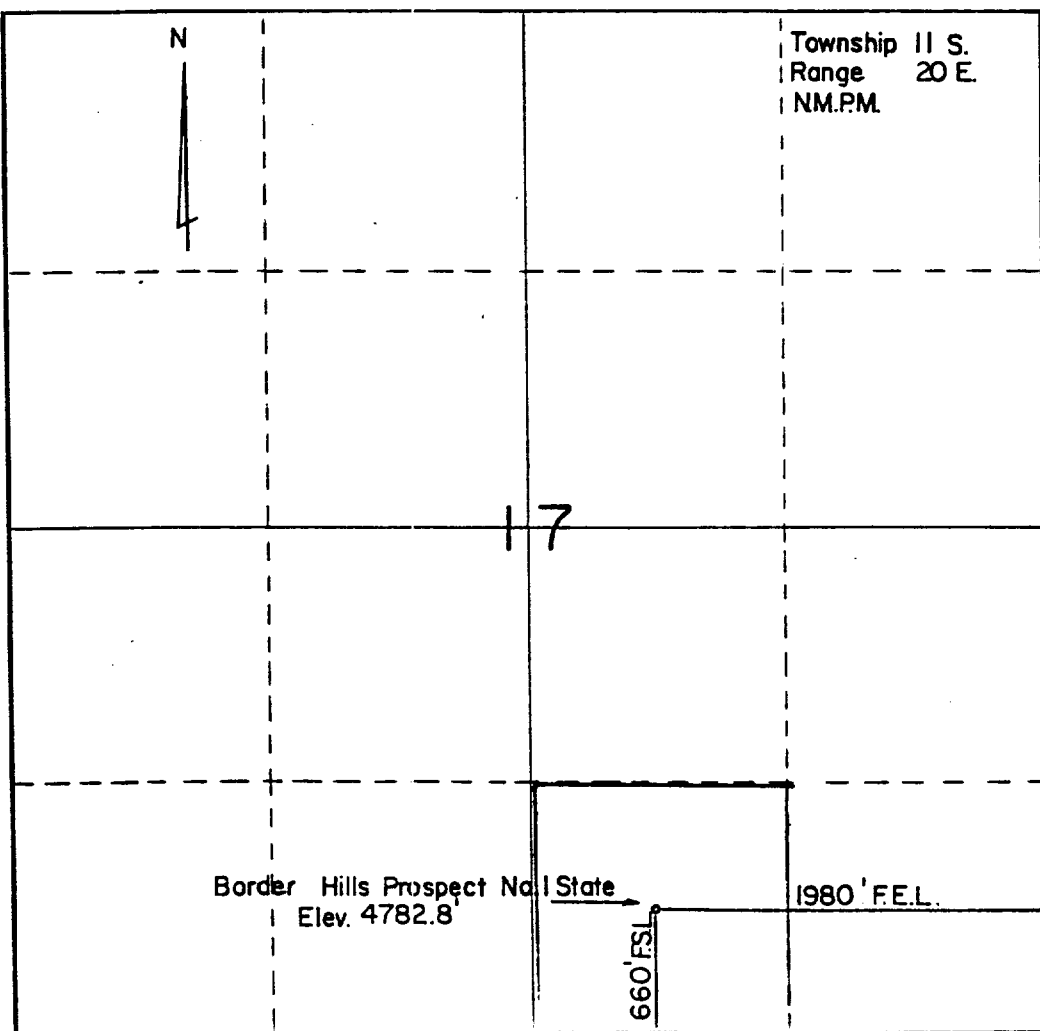 N
Township 11 S.
Range 20 E.
N.M.P.M.
17
Border Hills Prospect No. 1 State
Elev. 4782.8'
1980' F.E.L.
660' F.S.L.